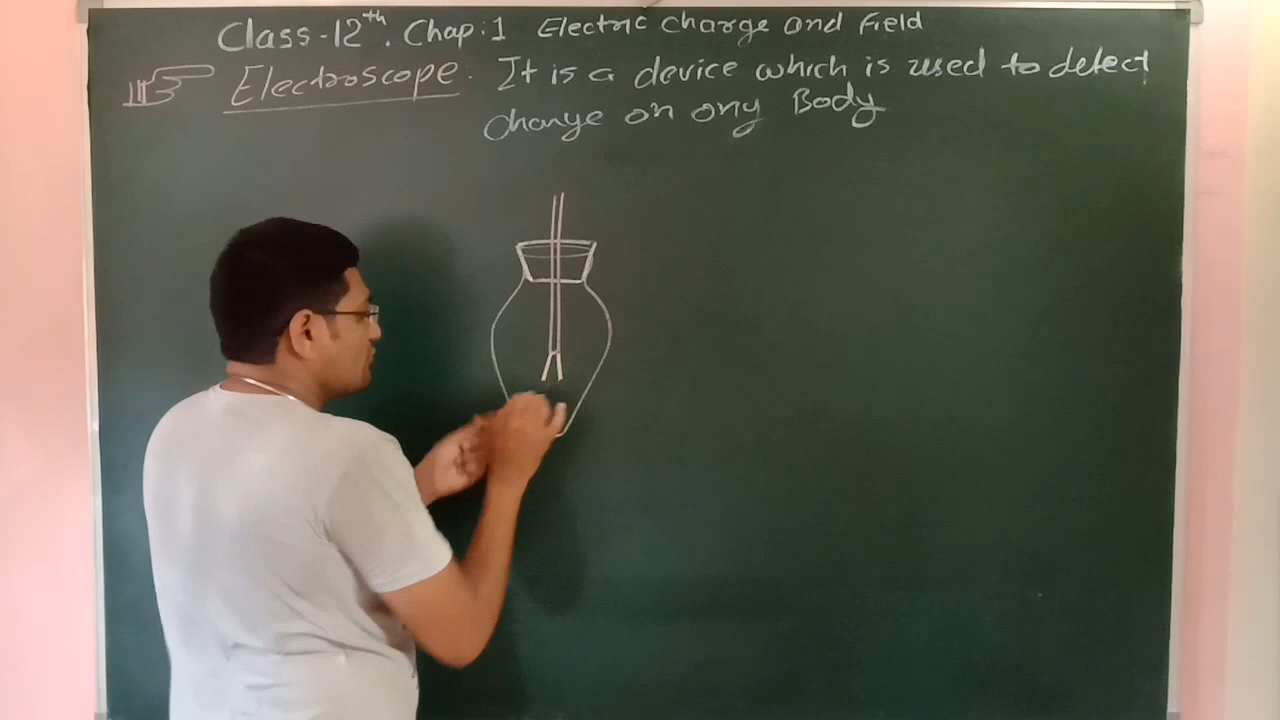 Class-12th. Chap:1 Electric Charge and Field
Electroscope: It is a device which is used to detect
Charge on any Body